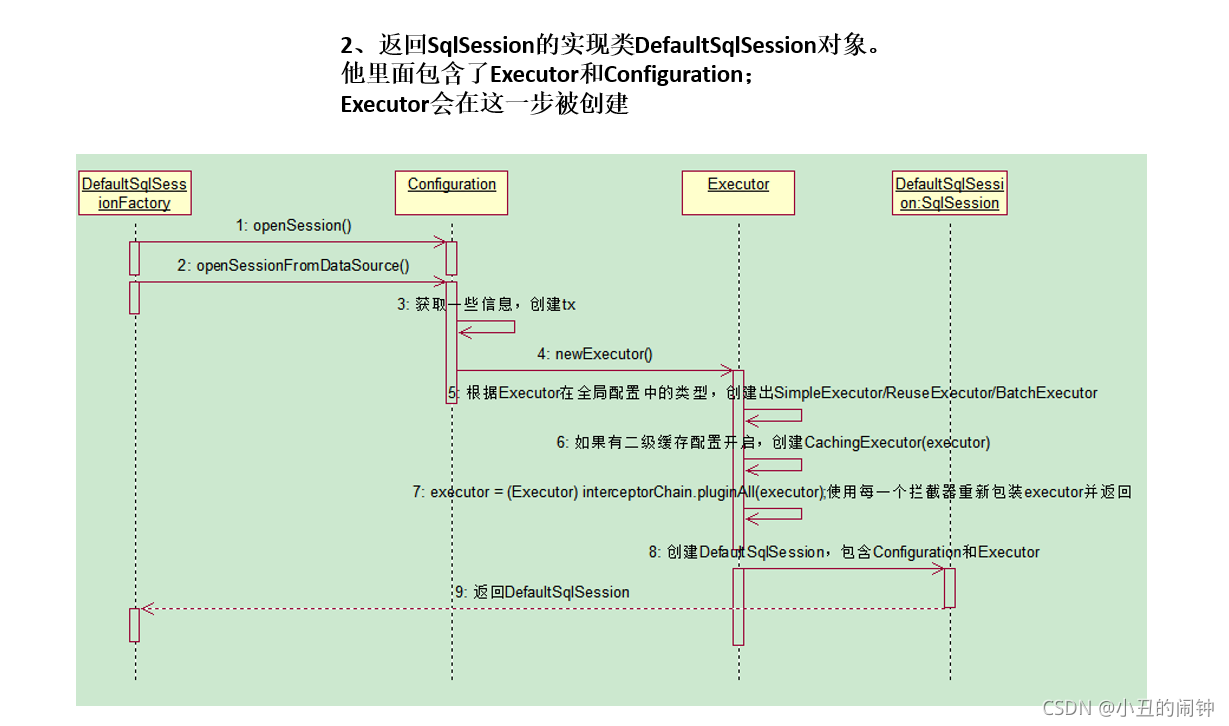 2、返回SqlSession的实现类DefaultSqlSession对象。
他里面包含了Executor和Configuration；
Executor会在这一步被创建
DefaultSqlSess
ionFactory
Configuration
Executor
DefaultSqlSessi
on:SqlSession
1: openSession()
2: openSessionFromDataSource()
3: 获取一些信息，创建tx
4: newExecutor()
5: 根据Executor在全局配置中的类型，创建出SimpleExecutor/ReuseExecutor/BatchExecutor
6: 如果有二级缓存配置开启，创建CachingExecutor(executor)
7: executor = (Executor) interceptorChain.pluginAll(executor);使用每一个拦截器重新包装executor并返回
8: 创建DefaultSqlSession，包含Configuration和Executor
9: 返回DefaultSqlSession
CSDN @小丑的闹钟